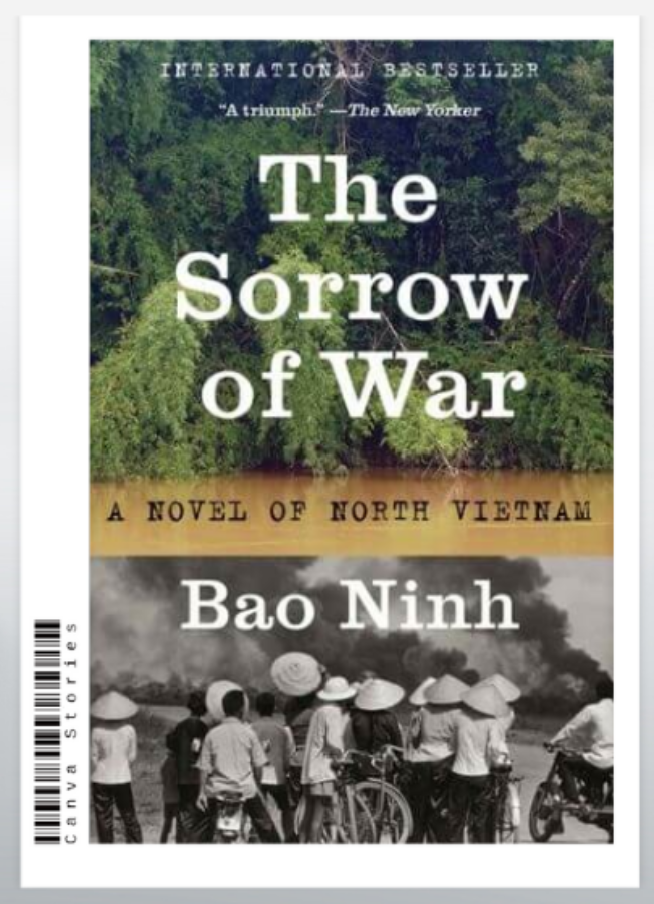 INTERNATIONAL BESTSELLER
“A triumph.” —The New Yorker
The
Sorrow
of War
A NOVEL OF NORTH VIETNAM
Bao Ninh
Canva Stories